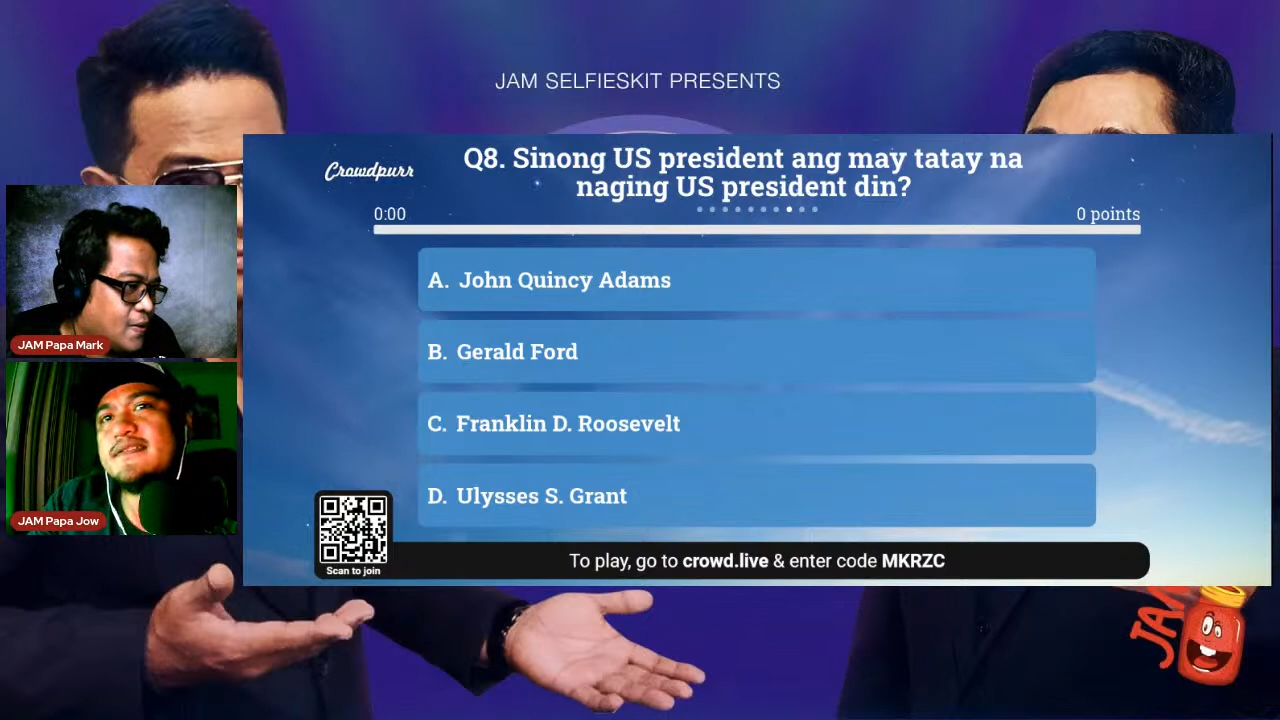 JAM SELFIESKIT PRESENTS
Crowdpurr
Q8. Sinong US president ang may tatay na
naging US president din?
0:00
0 points
A. John Quincy Adams
B. Gerald Ford
C. Franklin D. Roosevelt
D. Ulysses S. Grant
Scan to join
To play, go to crowd.live & enter code MKRZC
JAM Papa Mark
JAM Papa Jow
JAM